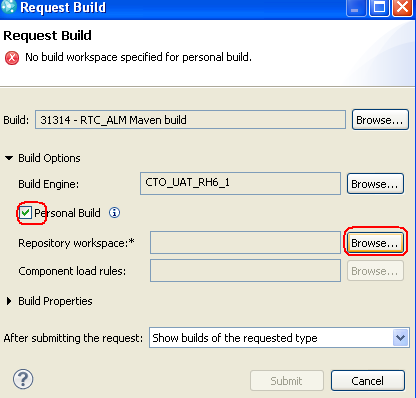 Request Build
Request Build
No build workspace specified for personal build.
Build: 31314 - RTC_ALM Maven build Browse...
Build Options
Build Engine: CTO_UAT_RH6_1 Browse...
Personal Build
Repository workspace:* Browse...
Component load rules: Browse...
Build Properties
After submitting the request: Show builds of the requested type
? Submit Cancel